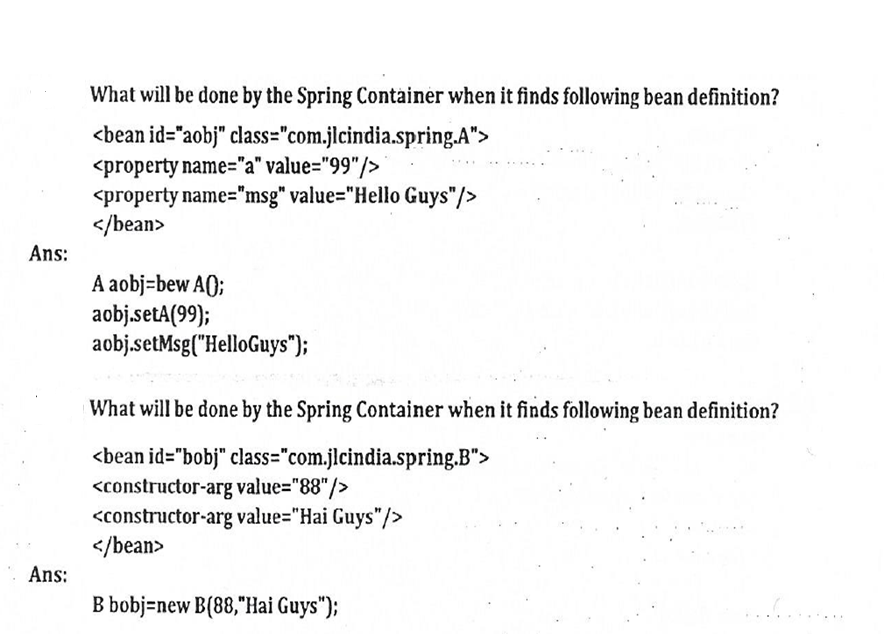 What will be done by the Spring Container when it finds following bean definition?
<bean id="aobj" class="com.jlcindia.spring.A">
<property name="a" value="99"/>
<property name="msg" value="Hello Guys"/>
</bean>
Ans:
A aobj=bew A();
aobj.setA(99);
aobj.setMsg("HelloGuys");
What will be done by the Spring Container when it finds following bean definition?
<bean id="bobj" class="com.jlcindia.spring.B">
<constructor-arg value="88"/>
<constructor-arg value="Hai Guys"/>
</bean>
Ans:
B bobj=new B(88,"Hai Guys");